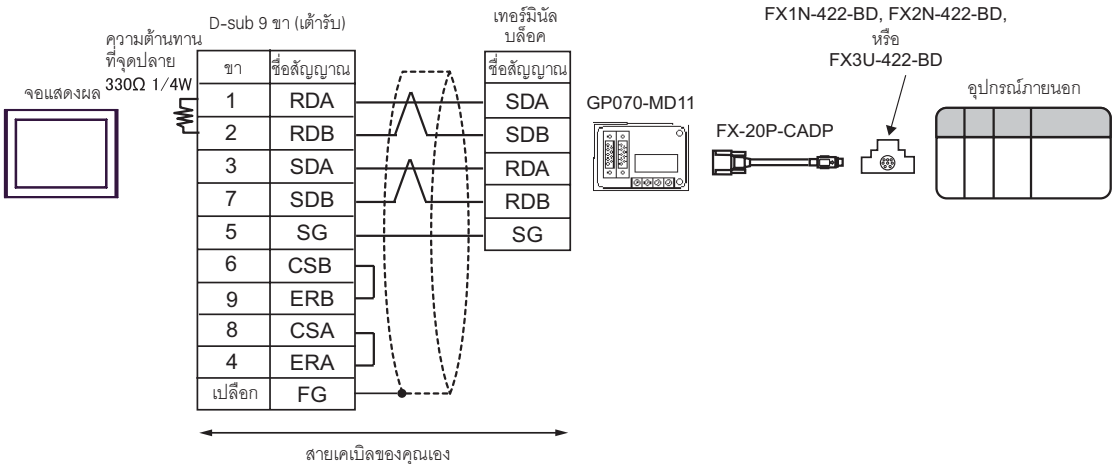 D-sub 9 ขา (เต้ารับ)
เทอร์มินัล
บล็อค
FX1N-422-BD, FX2N-422-BD,
หรือ
FX3U-422-BD
ความต้านทาน
ที่จุดปลาย
330Ω 1/4W
จอแสดงผล
ขา ชื่อสัญญาณ
1 RDA
2 RDB
3 SDA
7 SDB
5 SG
6 CSB
9 ERB
8 CSA
4 ERA
เปลือก FG
ชื่อสัญญาณ
SDA
SDB
RDA
RDB
SG
GP070-MD11
FX-20P-CADP
อุปกรณ์ภายนอก
สายเคเบิลของคุณเอง